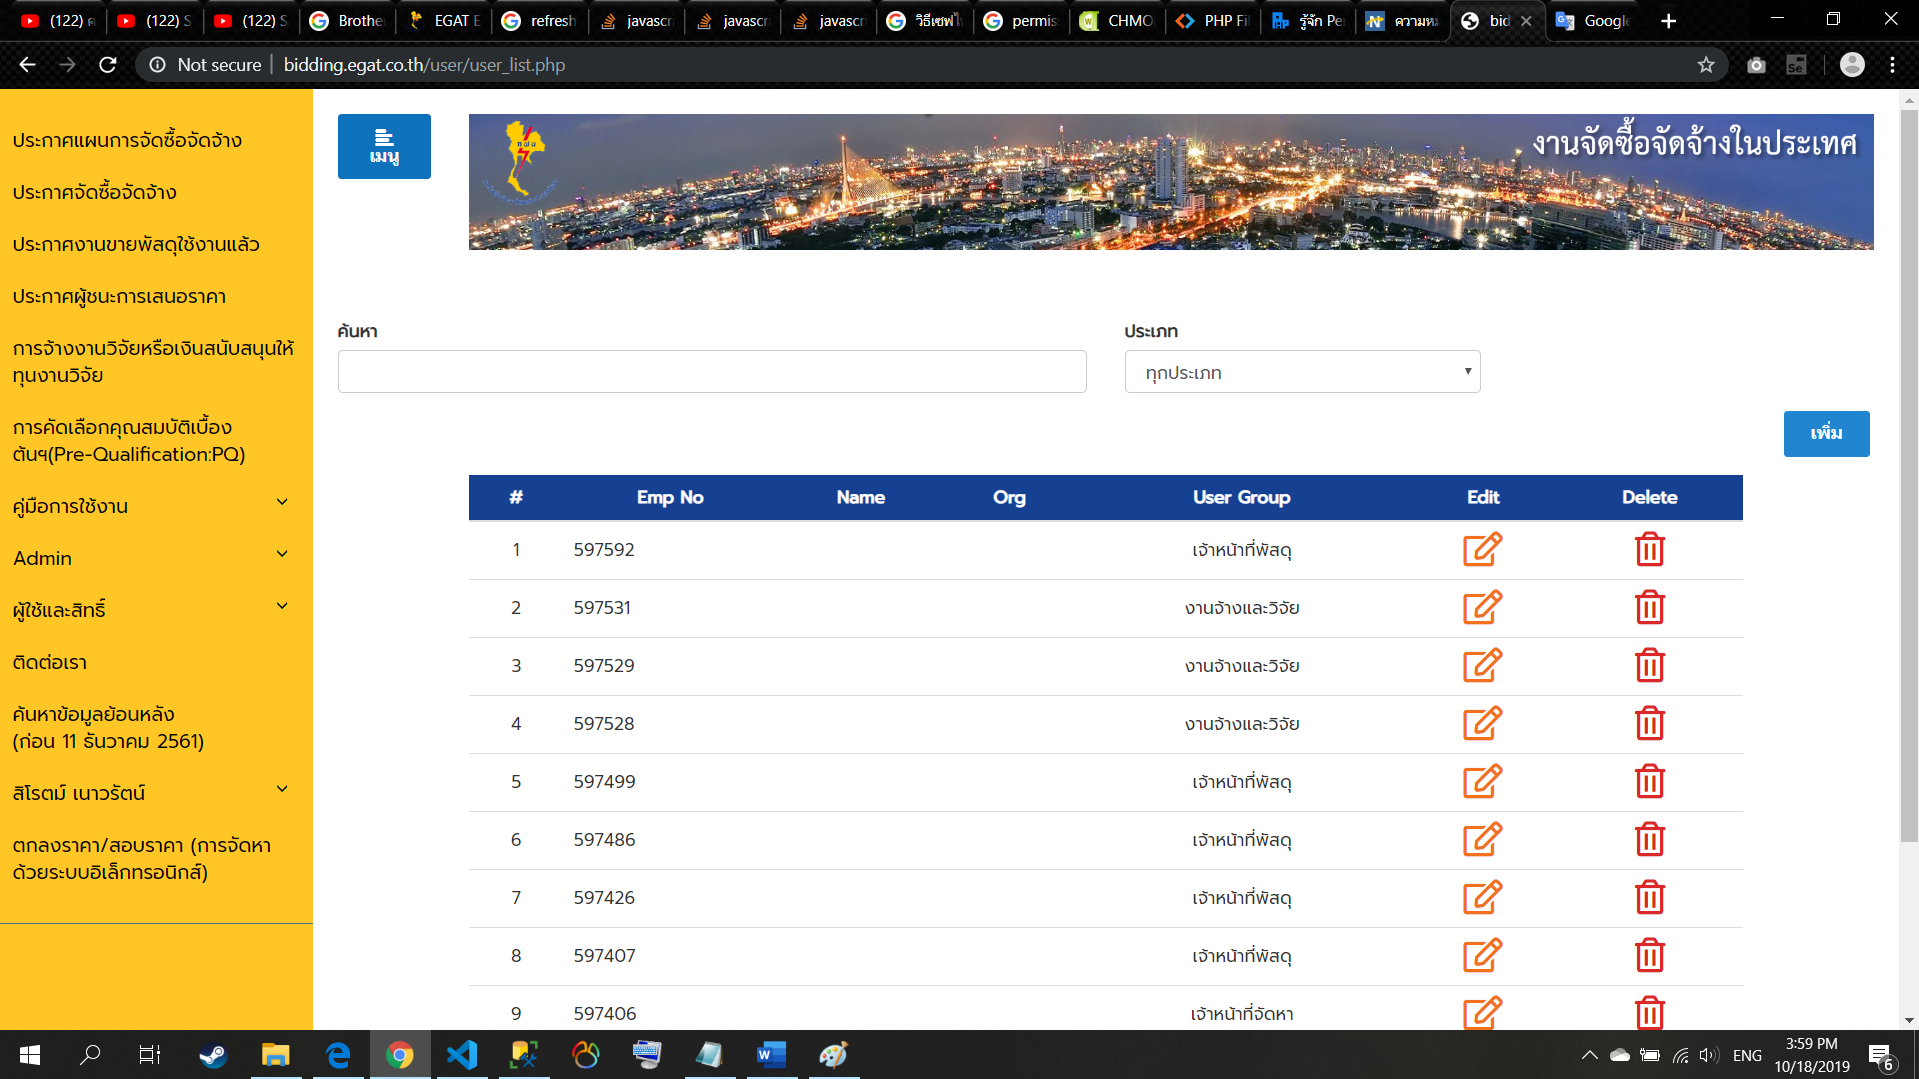 (122) ค
(122) S
(122) S
Brothe
EGAT E
refresh
javascri
javascri
javascri
วิธีเซฟไ
permis
CHMO
PHP Fil
รู้จัก Per
ความหม
bid
Google
Not secure
bidding.egat.co.th/user/user_list.php
ประกาศแผนการจัดซื้อจัดจ้าง
ประกาศจัดซื้อจัดจ้าง
ประกาศงานขายพัสดุใช้งานแล้ว
ประกาศผู้ชนะการเสนอราคา
การจ้างงานวิจัยหรือเงินสนับสนุนให้
ทุนงานวิจัย
การคัดเลือกคุณสมบัติเบื้อง
ต้นฯ(Pre-Qualification:PQ)
คู่มือการใช้งาน
Admin
ผู้ใช้และสิทธิ์
ติดต่อเรา
ค้นหาข้อมูลย้อนหลัง
(ก่อน 11 ธันวาคม 2561)
สิโรตม์ เนาวรัตน์
ตกลงราคา/สอบราคา (การจัดหา
ด้วยระบบอิเล็กทรอนิกส์)
เมนู
กฟผ
งานจัดซื้อจัดจ้างในประเทศ
ค้นหา
ประเภท
ทุกประเภท
เพิ่ม
# Emp No Name Org User Group Edit Delete
1 597592 เจ้าหน้าที่พัสดุ
2 597531 งานจ้างและวิจัย
3 597529 งานจ้างและวิจัย
4 597528 งานจ้างและวิจัย
5 597499 เจ้าหน้าที่พัสดุ
6 597486 เจ้าหน้าที่พัสดุ
7 597426 เจ้าหน้าที่พัสดุ
8 597407 เจ้าหน้าที่พัสดุ
9 597406 เจ้าหน้าที่จัดหา
ENG
3:59 PM
10/18/2019
6